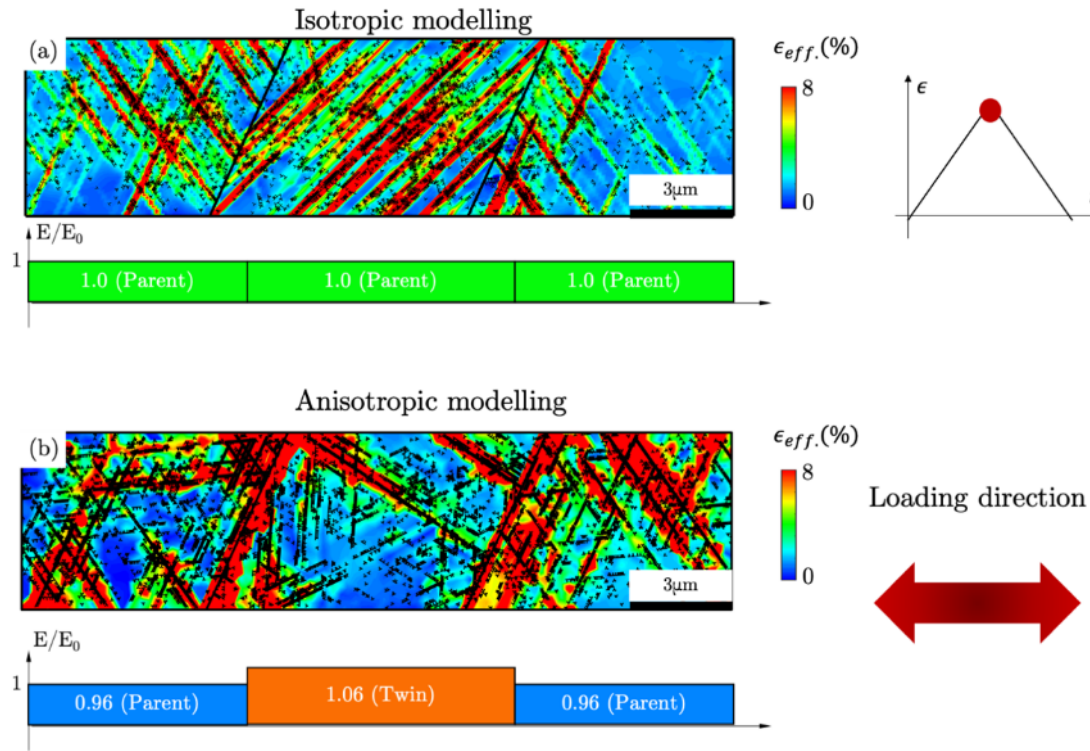 Isotropic modelling
(a)
ϵeff.(%)
8
0
3μm
ϵ
E/E0
1
1.0 (Parent)
1.0 (Parent)
1.0 (Parent)
Anisotropic modelling
(b)
ϵeff.(%)
8
0
3μm
Loading direction
E/E0
1
0.96 (Parent)
1.06 (Twin)
0.96 (Parent)